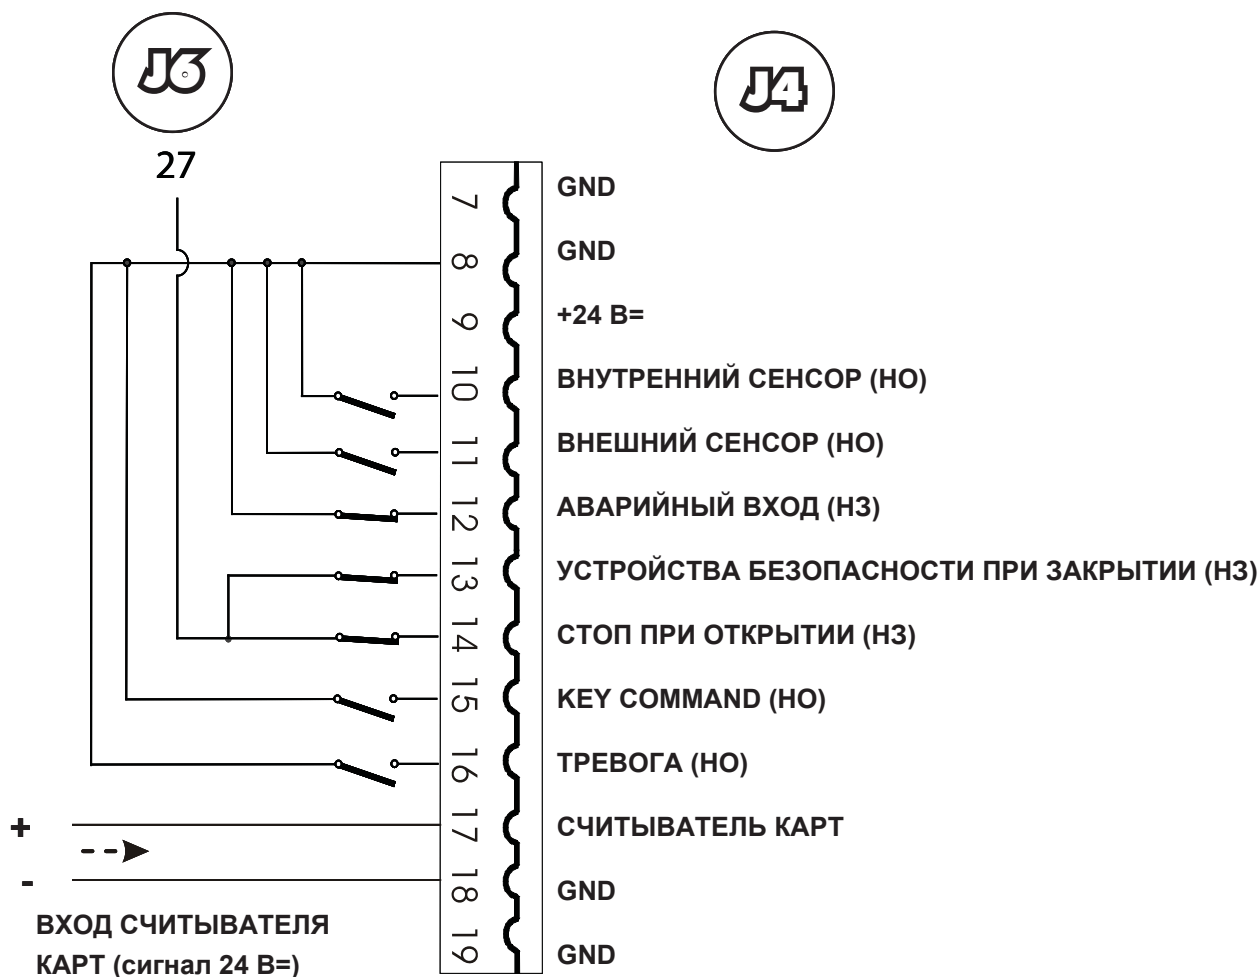 J6
J4
27
7 GND
8 GND
9 +24 В=
10 ВНУТРЕННИЙ СЕНСОР (НО)
11 ВНЕШНИЙ СЕНСОР (НО)
12 АВАРИЙНЫЙ ВХОД (НЗ)
13 УСТРОЙСТВА БЕЗОПАСНОСТИ ПРИ ЗАКРЫТИИ (НЗ)
14 СТОП ПРИ ОТКРЫТИИ (НЗ)
15 KEY COMMAND (НО)
16 ТРЕВОГА (НО)
+ 17 СЧИТЫВАТЕЛЬ КАРТ
- 18 GND
ВХОД СЧИТЫВАТЕЛЯ
КАРТ (сигнал 24 В=)
19 GND